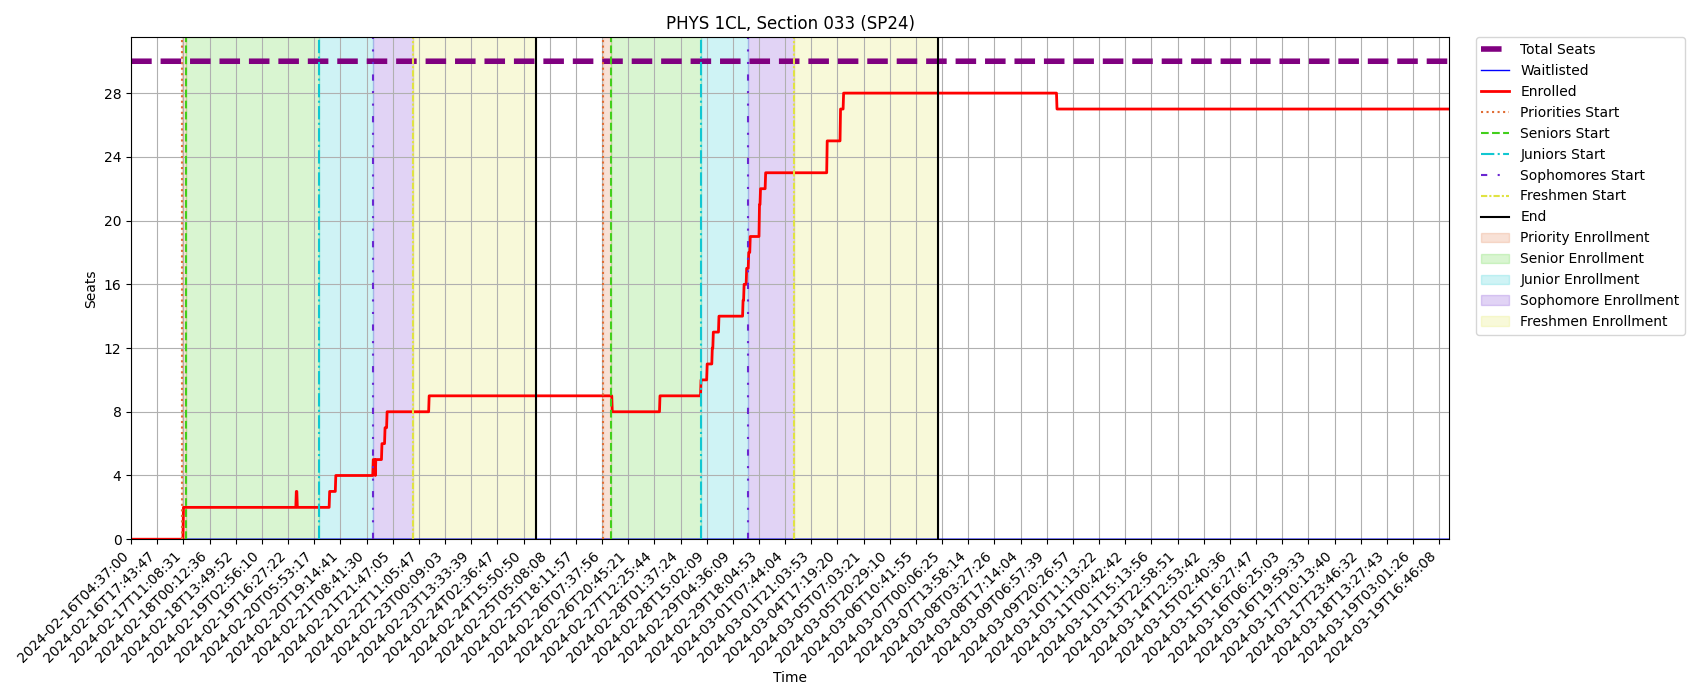 PHYS 1CL, Section 033 (SP24)
Seats
28
24
20
16
12
8
4
0
2024-02-16T04:37:00
2024-02-16T17:43:47
2024-02-17T11:08:31
2024-02-18T00:12:36
2024-02-18T13:49:52
2024-02-19T02:56:10
2024-02-19T16:27:22
2024-02-20T05:53:17
2024-02-20T19:14:41
2024-02-21T08:41:30
2024-02-21T21:47:05
2024-02-22T11:05:47
2024-02-23T00:09:03
2024-02-23T13:33:39
2024-02-24T02:36:47
2024-02-24T15:50:50
2024-02-25T05:08:08
2024-02-25T18:11:57
2024-02-26T07:37:56
2024-02-26T20:45:21
2024-02-27T12:25:44
2024-02-28T01:37:24
2024-02-28T15:02:09
2024-02-29T04:36:09
2024-02-29T18:04:53
2024-03-01T07:44:04
2024-03-01T21:03:53
2024-03-04T17:19:20
2024-03-05T07:03:21
2024-03-05T20:29:10
2024-03-06T10:41:55
2024-03-07T00:06:25
2024-03-07T13:58:14
2024-03-08T03:27:26
2024-03-08T17:14:04
2024-03-09T06:57:39
2024-03-09T20:26:57
2024-03-10T11:13:22
2024-03-11T00:42:42
2024-03-11T15:13:56
2024-03-13T22:58:51
2024-03-14T12:53:42
2024-03-15T02:40:36
2024-03-15T16:27:47
2024-03-16T06:25:03
2024-03-16T19:59:33
2024-03-17T10:13:40
2024-03-17T23:46:32
2024-03-18T13:27:43
2024-03-19T03:01:26
2024-03-19T16:46:08
Time
Total Seats
Waitlisted
Enrolled
Priorities Start
Seniors Start
Juniors Start
Sophomores Start
Freshmen Start
End
Priority Enrollment
Senior Enrollment
Junior Enrollment
Sophomore Enrollment
Freshmen Enrollment